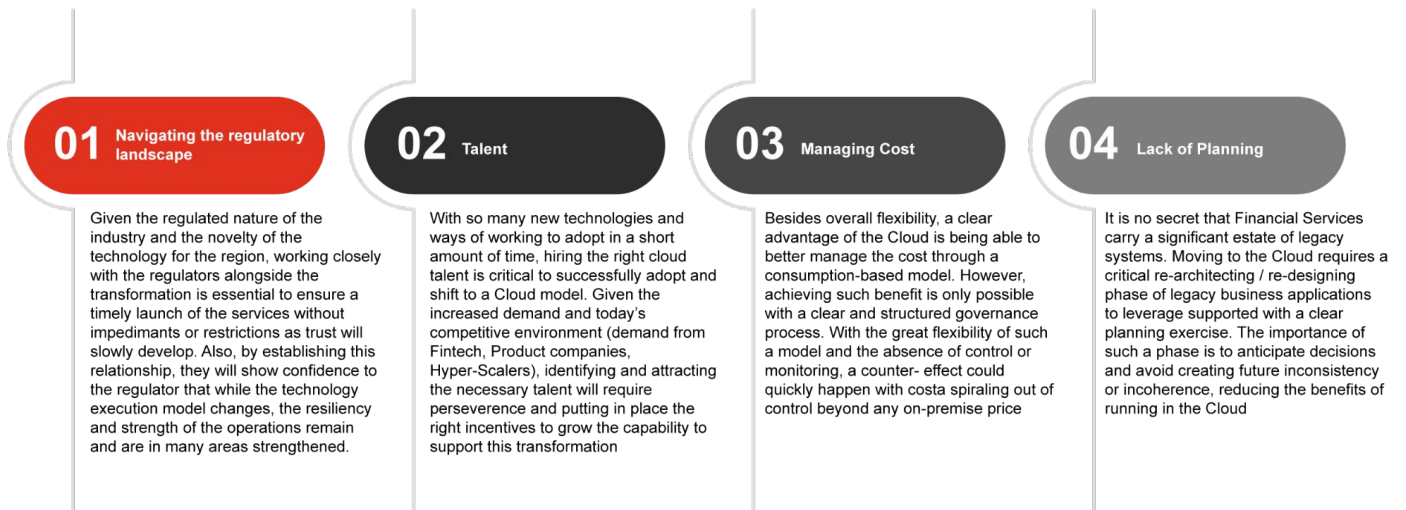 01
Navigating the regulatory
landscape
Given the regulated nature of the
industry and the novelty of the
technology for the region, working closely
with the regulators alongside the
transformation is essential to ensure a
timely launch of the services without
impedimants or restrictions as trust will
slowly develop. Also, by establishing this
relationship, they will show confidence to
the regulator that while the technology
execution model changes, the resiliency
and strength of the operations remain
and are in many areas strengthened.
02
Talent
With so many new technologies and
ways of working to adopt in a short
amount of time, hiring the right cloud
talent is critical to successfully adopt and
shift to a Cloud model. Given the
increased demand and today's
competitive environment (demand from
Fintech, Product companies,
Hyper-Scalers), identifying and attracting
the necessary talent will require
perseverence and putting in place the
right incentives to grow the capability to
support this transformation
03
Managing Cost
Besides overall flexibility, a clear
advantage of the Cloud is being able to
better manage the cost through a
consumption-based model. However,
achieving such benefit is only possible
with a clear and structured governance
process. With the great flexibility of such
a model and the absence of control or
monitoring, a counter- effect could
quickly happen with costa spiraling out of
control beyond any on-premise price
04
Lack of Planning
It is no secret that Financial Services
carry a significant estate of legacy
systems. Moving to the Cloud requires a
critical re-architecting / re-designing
phase of legacy business applications
to leverage supported with a clear
planning exercise. The importance of
such a phase is to anticipate decisions
and avoid creating future inconsistency
or incoherence, reducing the benefits of
running in the Cloud